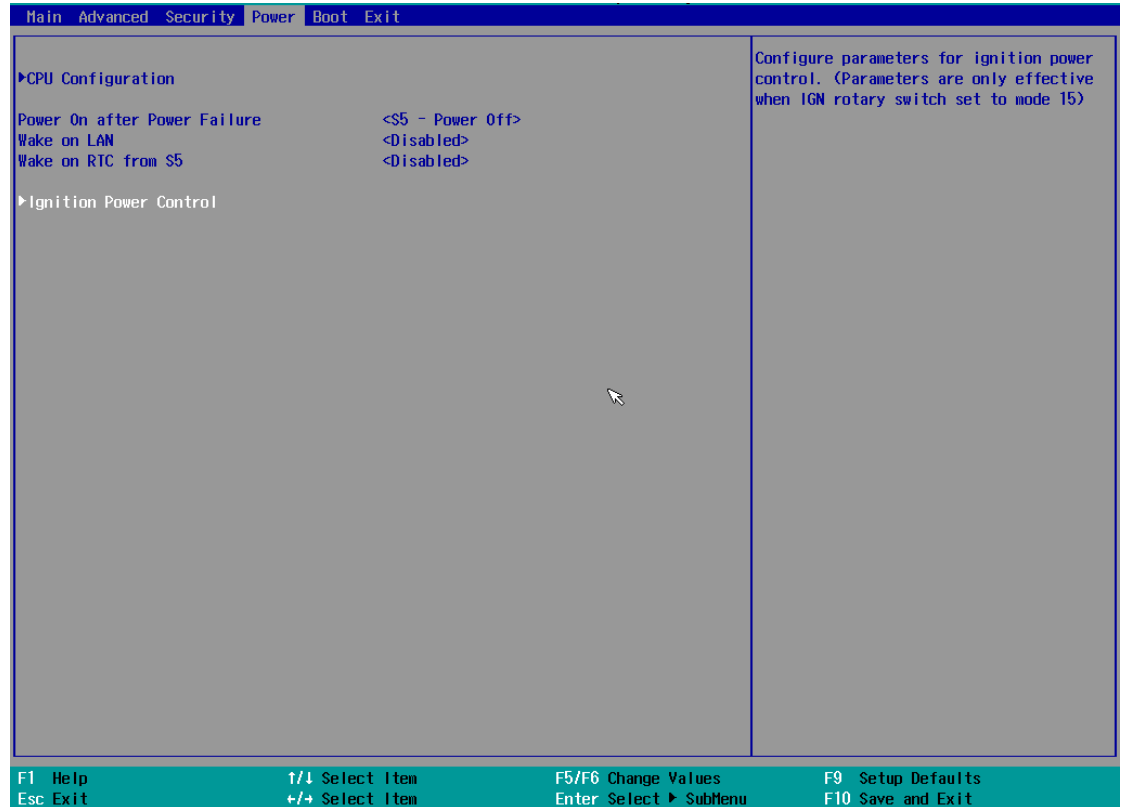 Main Advanced Security Power Boot Exit
▶CPU Configuration
Power On after Power Failure <S5 - Power Off>
Wake on LAN <Disabled>
Wake on RTC from S5 <Disabled>
▶Ignition Power Control
Configure parameters for ignition power
control. (Parameters are only effective
when IGN rotary switch set to mode 15)
F1 Help ↑/↓ Select Item F5/F6 Change Values F9 Setup Defaults
Esc Exit ←/→ Select Item Enter Select ▶ SubMenu F10 Save and Exit